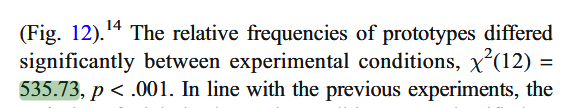 (Fig. 12).¹⁴ The relative frequencies of prototypes differed
significantly between experimental conditions, χ²(12) =
535.73, p < .001. In line with the previous experiments, the